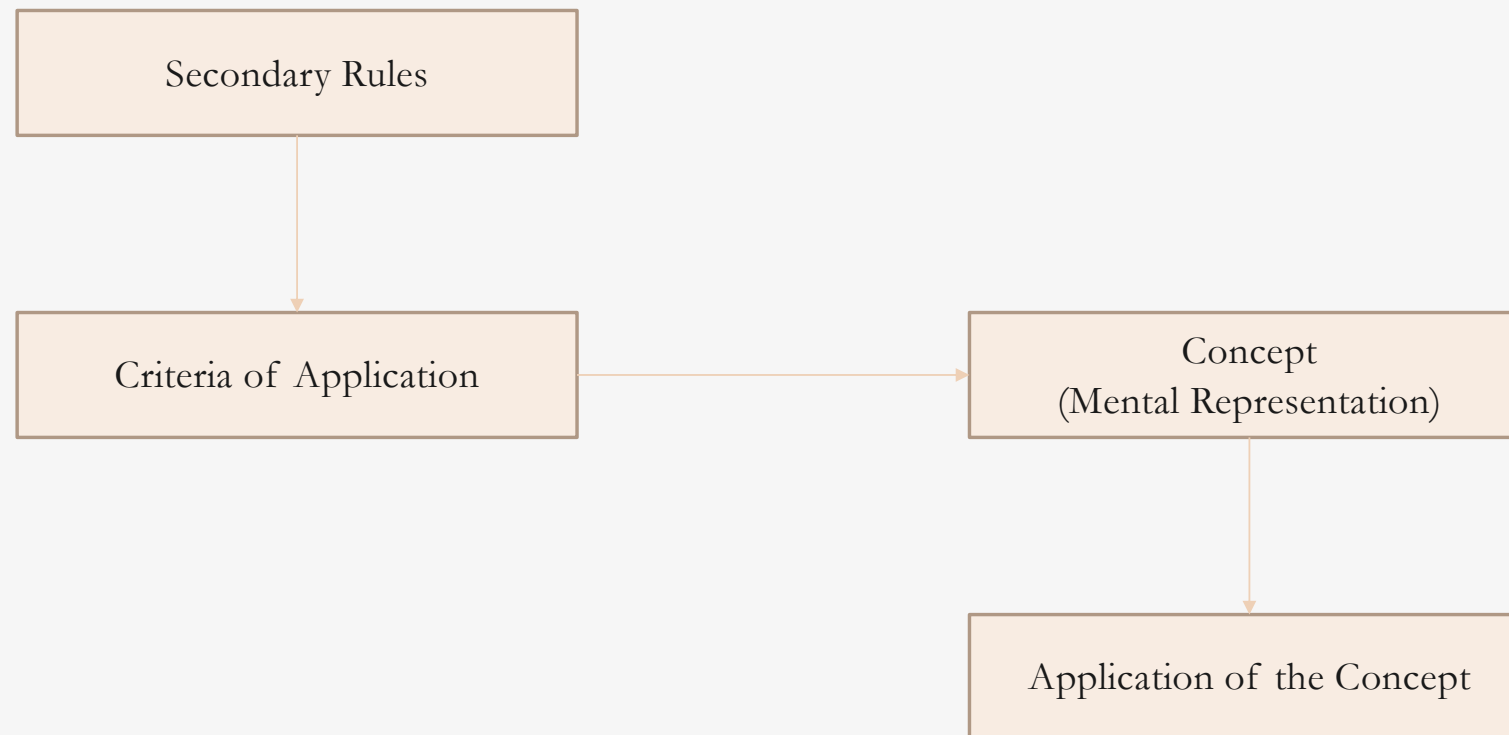 Secondary Rules
Criteria of Application
Concept
(Mental Representation)
Application of the Concept